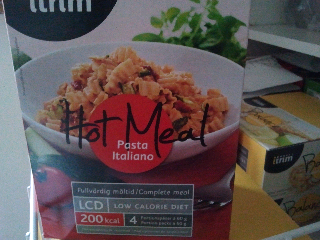 itrim
Hot Meal
Pasta
Italiano
Fullvärdig måltid/Complete meal
LCD LOW CALORIE DIET
200 kcal 4
itrim